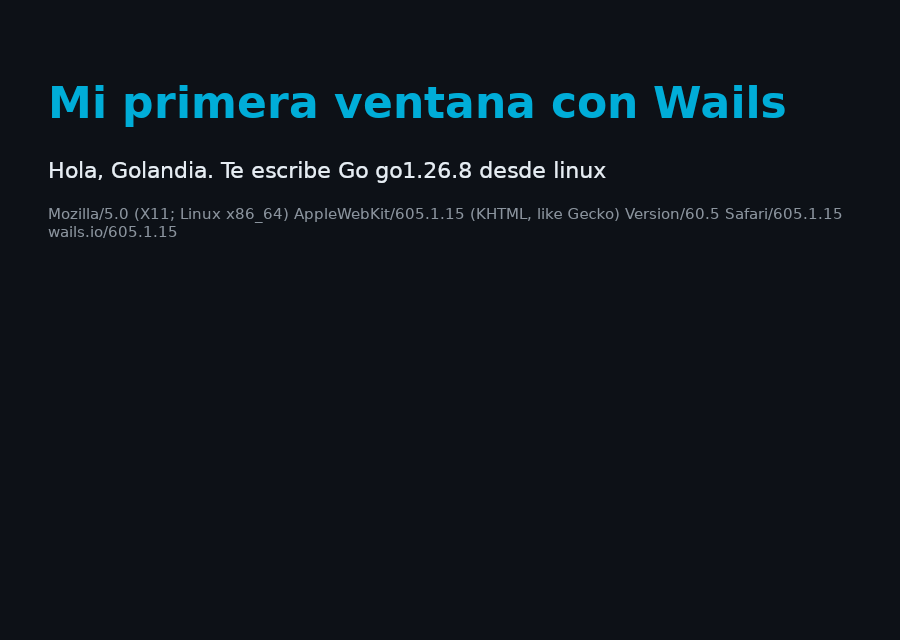 Mi primera ventana con Wails
Hola, Golandia. Te escribe Go go1.26.8 desde linux
Mozilla/5.0 (X11; Linux x86_64) AppleWebKit/605.1.15 (KHTML, like Gecko) Version/60.5 Safari/605.1.15
wails.io/605.1.15